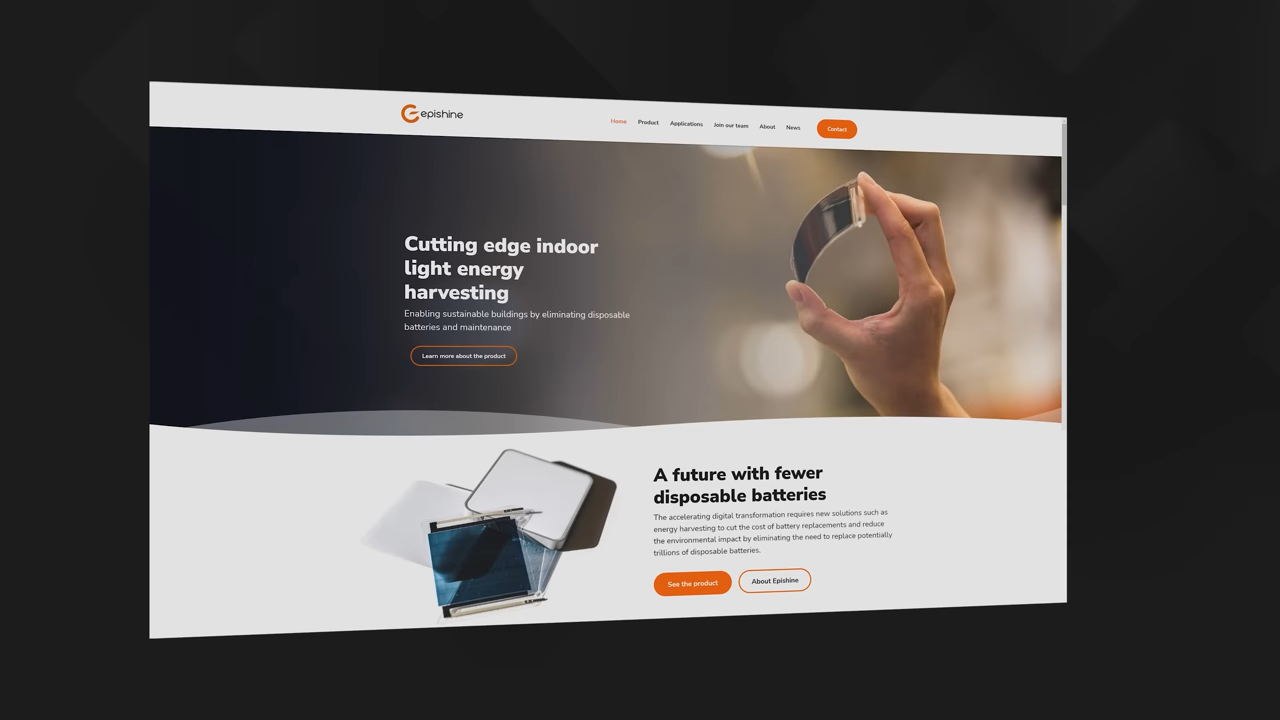 epishine
Home Product Applications Join our team About News Contact
Cutting edge indoor
light energy
harvesting
Enabling sustainable buildings by eliminating disposable
batteries and maintenance
Learn more about the product
A future with fewer
disposable batteries
The accelerating digital transformation requires new solutions such as
energy harvesting to cut the cost of battery replacements and reduce
the environmental impact by eliminating the need to replace potentially
trillions of disposable batteries.
See the product About Epishine